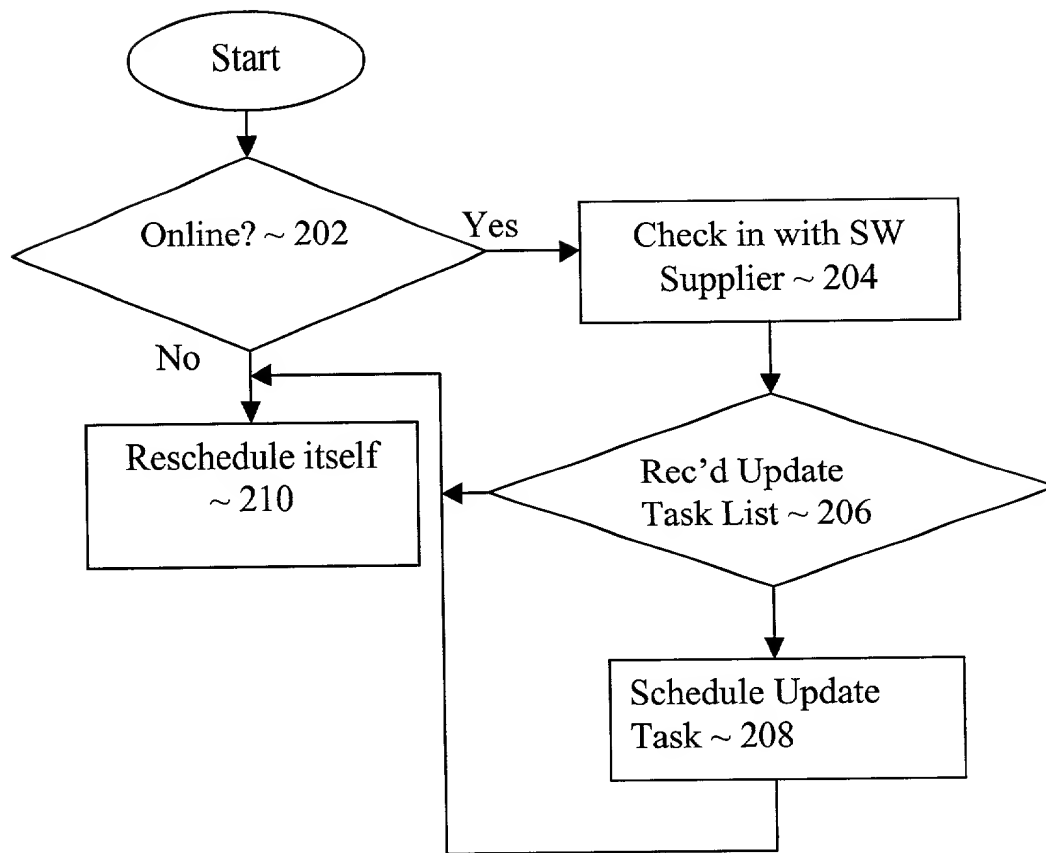 Start
Online? ~ 202
Yes
Check in with SW
Supplier ~ 204
No
Reschedule itself
~ 210
Rec'd Update
Task List ~ 206
Schedule Update
Task ~ 208